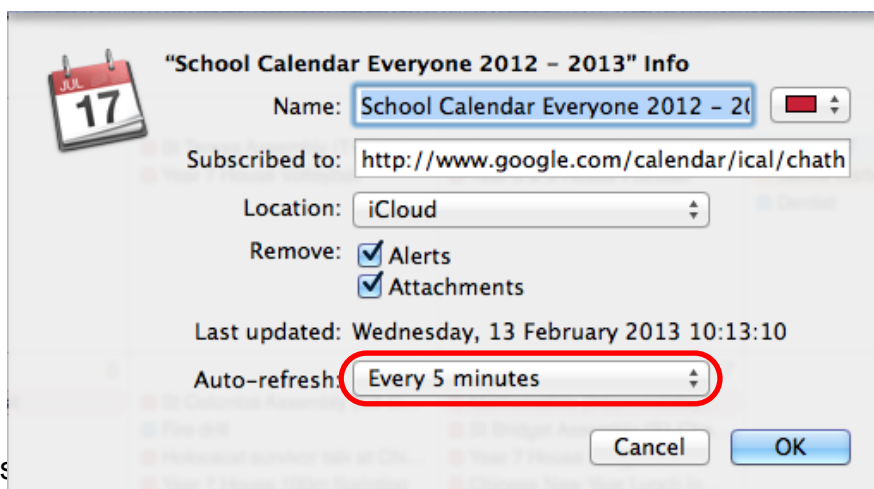 “School Calendar Everyone 2012 – 2013” Info
JUL
17
Name: School Calendar Everyone 2012 – 20
Subscribed to: http://www.google.com/calendar/ical/chath
Location: iCloud
Remove: Alerts
Attachments
Last updated: Wednesday, 13 February 2013 10:13:10
Auto-refresh: Every 5 minutes
Cancel OK